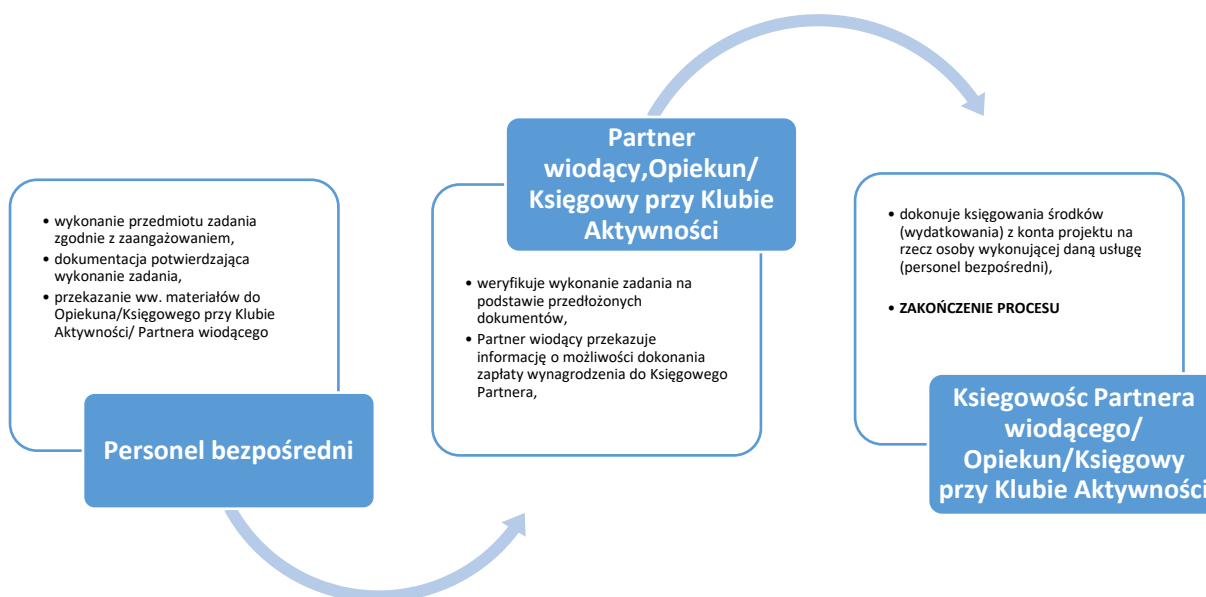 • wykonanie przedmiotu zadania
zgodnie z zaangażowaniem,
• dokumentacja potwierdzająca
wykonanie zadania,
• przekazanie ww. materiałów do
Opiekuna/Księgowego przy Klubie
Aktywności/ Partnera wiodącego
Personel bezpośredni
Partner
wiodący,Opiekun/
Księgowy przy Klubie
Aktywności
• weryfikuje wykonanie zadania na
podstawie przedłożonych
dokumentów,
• Partner wiodący przekazuje
informację o możliwości dokonania
zapłaty wynagrodzenia do Księgowego
Partnera,
• dokonuje księgowania środków
(wydatkowania) z konta projektu na
rzecz osoby wykonującej daną usługę
(personel bezpośredni),
• ZAKOŃCZENIE PROCESU
Ksiegowośc Partnera
wiodącego/
Opiekun/Księgowy
przy Klubie Aktywności